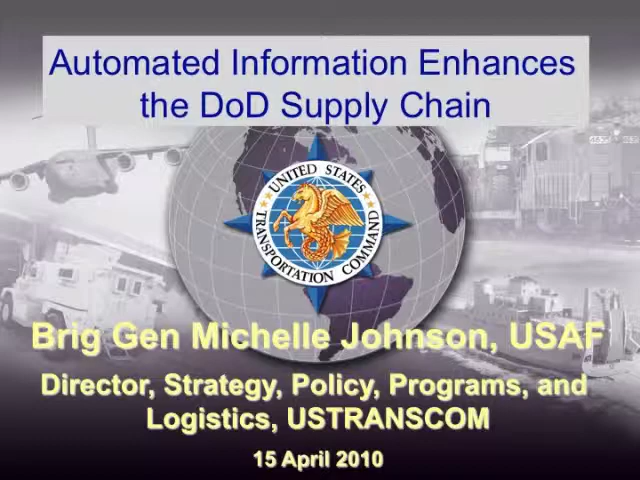 Automated Information Enhances
the DoD Supply Chain
UNITED STATES
TRANSPORTATION COMMAND
Brig Gen Michelle Johnson, USAF
Director, Strategy, Policy, Programs, and
Logistics, USTRANSCOM
15 April 2010